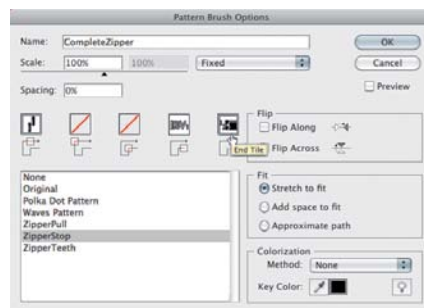 Pattern Brush Options
Name: CompleteZipper
OK
Scale: 100% 100% Fixed
Cancel
Spacing: 0%
Preview
Flip
Flip Along
Flip Across
End Tile
None
Original
Polka Dot Pattern
Waves Pattern
ZipperPull
ZipperStop
ZipperTeeth
Fit
Stretch to fit
Add space to fit
Approximate path
Colorization
Method: None
Key Color: